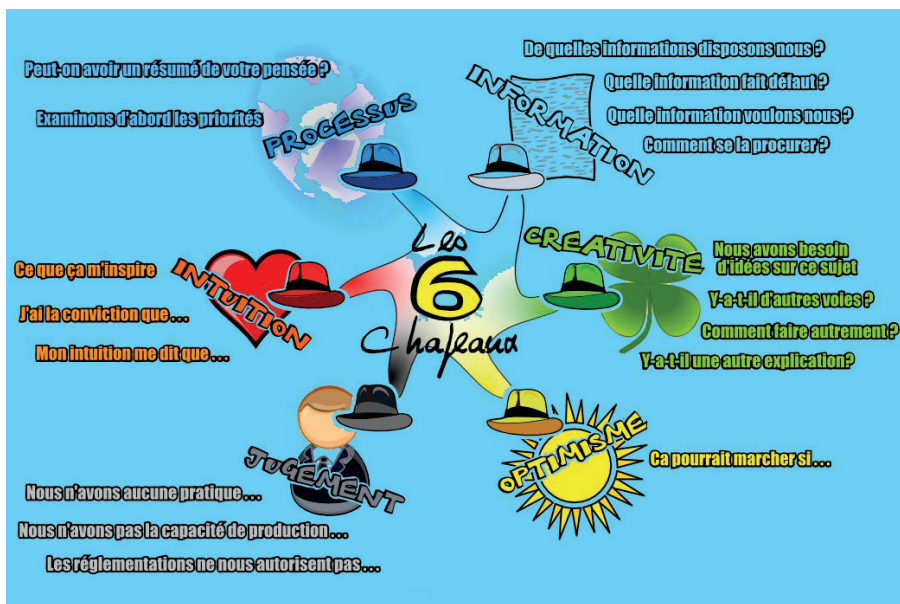 Peut-on avoir un résumé de votre pensée ?
Examinons d'abord les priorités
PROCESSUS
De quelles informations disposons nous ?
Quelle information fait défaut ?
Quelle information voulons nous ?
Comment se la procurer ?
INFORMATION
Les
6
Chapeaux
Ce que ça m'inspire
J'ai la conviction que...
Mon intuition me dit que...
INTUITION
CREATIVITÉ
Nous avons besoin
d'idées sur ce sujet
Y-a-t-il d'autres voies ?
Comment faire autrement ?
Y-a-t-il une autre explication?
JUGEMENT
Nous n'avons aucune pratique...
Nous n'avons pas la capacité de production...
Les réglementations ne nous autorisent pas...
OPTIMISME
Ca pourrait marcher si...